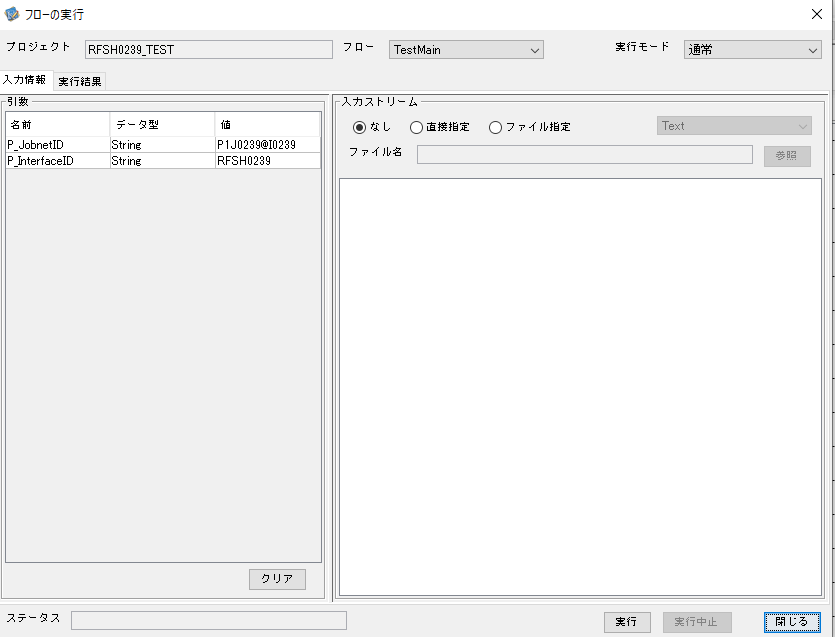 フローの実行
プロジェクト RFSH0239_TEST フロー TestMain 実行モード 通常
入力情報 実行結果
引数
名前 データ型 値
P_JobnetID String P1J0239@I0239
P_InterfaceID String RFSH0239
クリア
入力ストリーム
なし 直接指定 ファイル指定 Text
ファイル名 参照
ステータス 実行 実行中止 閉じる